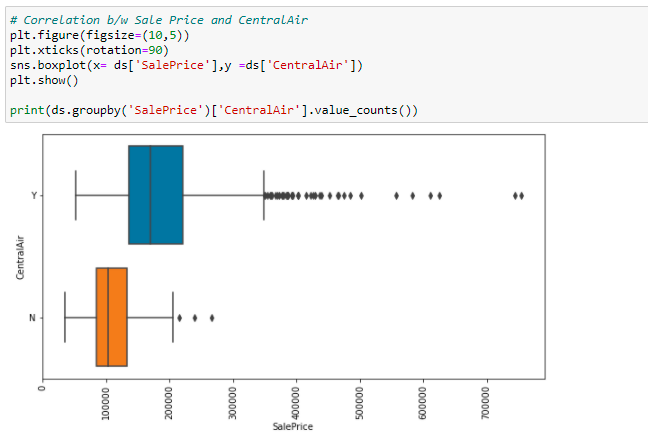 # Correlation b/w Sale Price and CentralAir
plt.figure(figsize=(10,5))
plt.xticks(rotation=90)
sns.boxplot(x= ds['SalePrice'],y =ds['CentralAir'])
plt.show()
print(ds.groupby('SalePrice')['CentralAir'].value_counts())
Y
CentralAir
N
0 100000 200000 300000 400000 500000 600000 700000
SalePrice